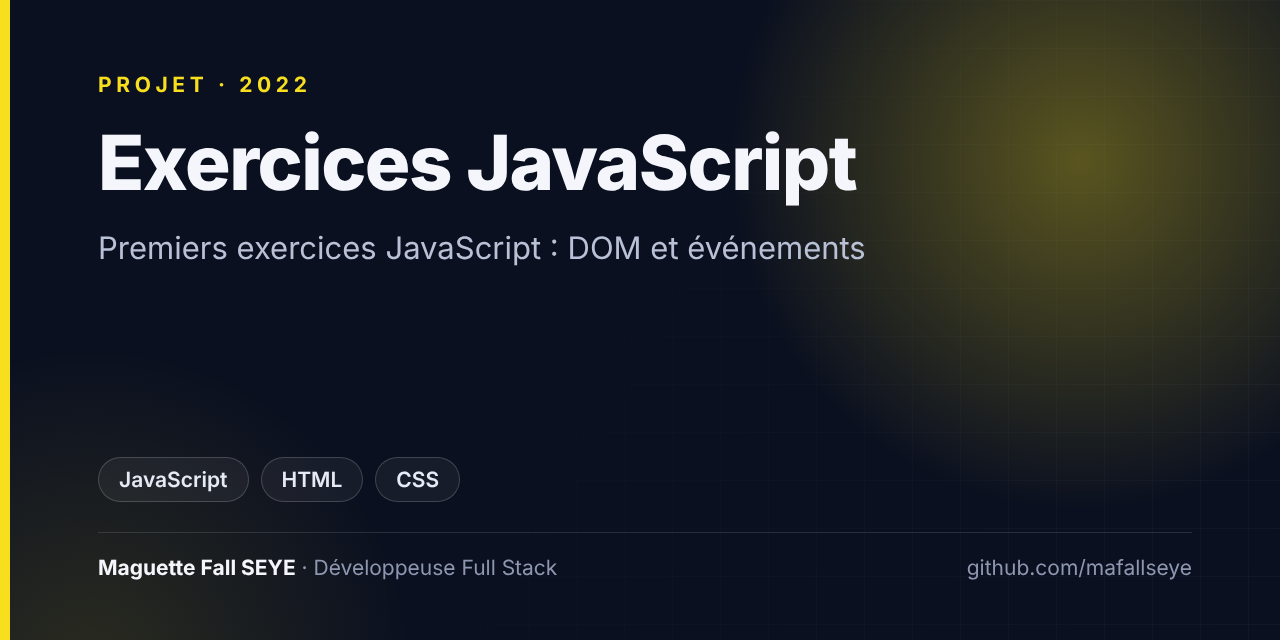 PROJET · 2022
Exercices JavaScript
Premiers exercices JavaScript : DOM et événements
JavaScript HTML CSS
Maguette Fall SEYE · Développeuse Full Stack github.com/mafallseye